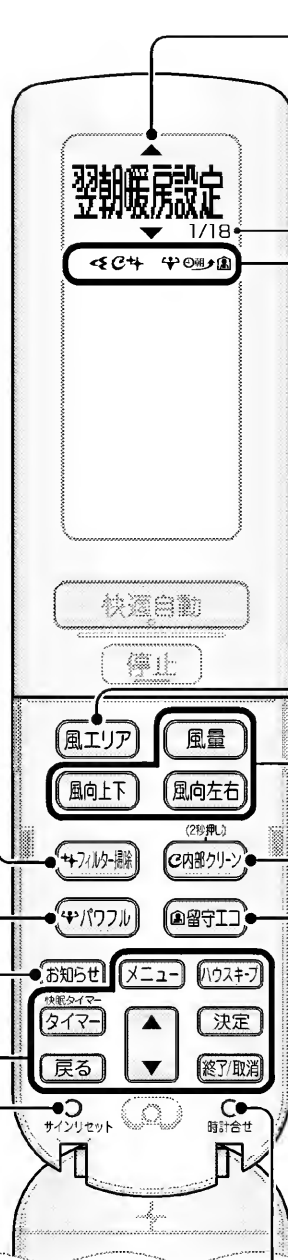 翌朝暖房設定
1/18
快適自動
停止
風エリア 風量
風向上下 風向左右
(2秒押し)
フィルター掃除 内部クリーン
パワフル 留守エコ
お知らせ メニュー ハウスキープ
快眠タイマー
タイマー ▲ 決定
戻る ▼ 終了/取消
サインリセット 時計合せ